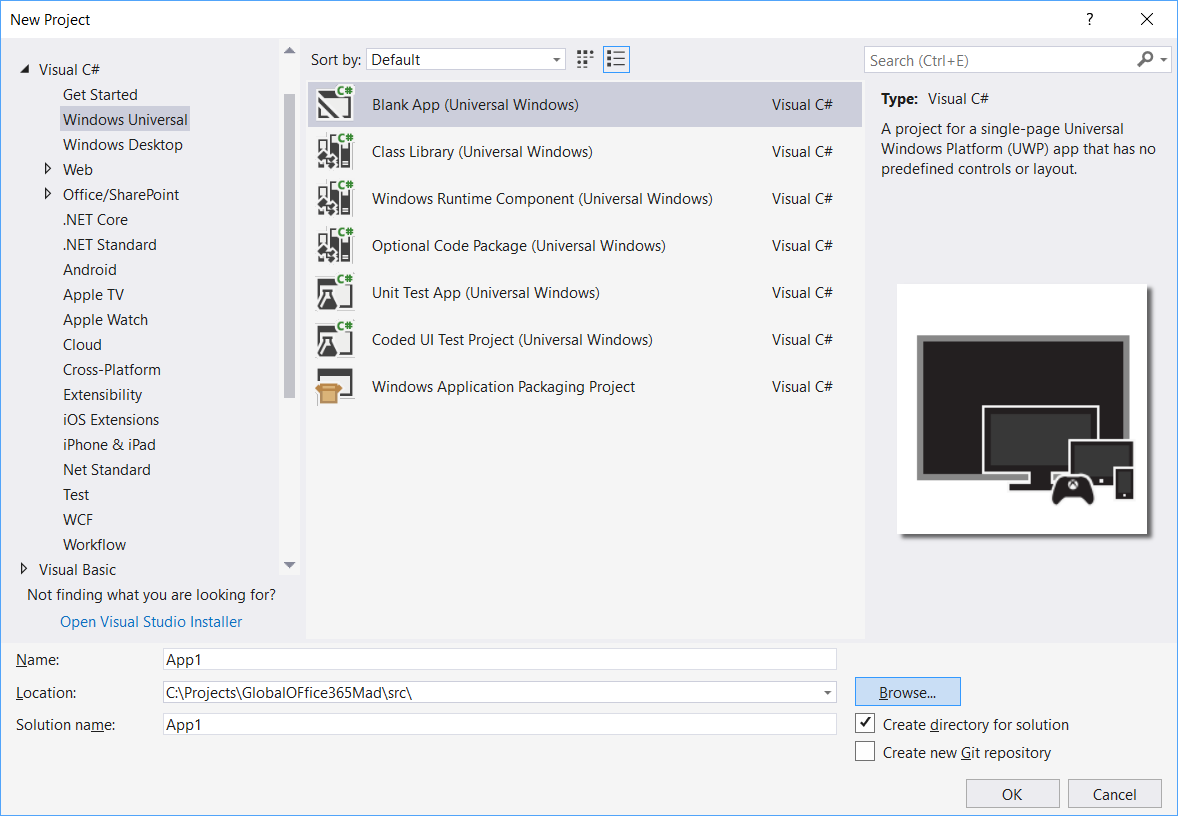 New Project
?
Visual C#
Get Started
Windows Universal
Windows Desktop
Web
Office/SharePoint
.NET Core
.NET Standard
Android
Apple TV
Apple Watch
Cloud
Cross-Platform
Extensibility
iOS Extensions
iPhone & iPad
Net Standard
Test
WCF
Workflow
Visual Basic
Not finding what you are looking for?
Open Visual Studio Installer
Sort by: Default
C# Blank App (Universal Windows) Visual C#
C# Class Library (Universal Windows) Visual C#
C# Windows Runtime Component (Universal Windows) Visual C#
C# Optional Code Package (Universal Windows) Visual C#
C# Unit Test App (Universal Windows) Visual C#
C# Coded UI Test Project (Universal Windows) Visual C#
Windows Application Packaging Project Visual C#
Search (Ctrl+E)
Type: Visual C#
A project for a single-page Universal
Windows Platform (UWP) app that has no
predefined controls or layout.
Name: App1
Location: C:\Projects\GlobalOFfice365Mad\src\
Browse...
Solution name: App1
Create directory for solution
Create new Git repository
OK Cancel